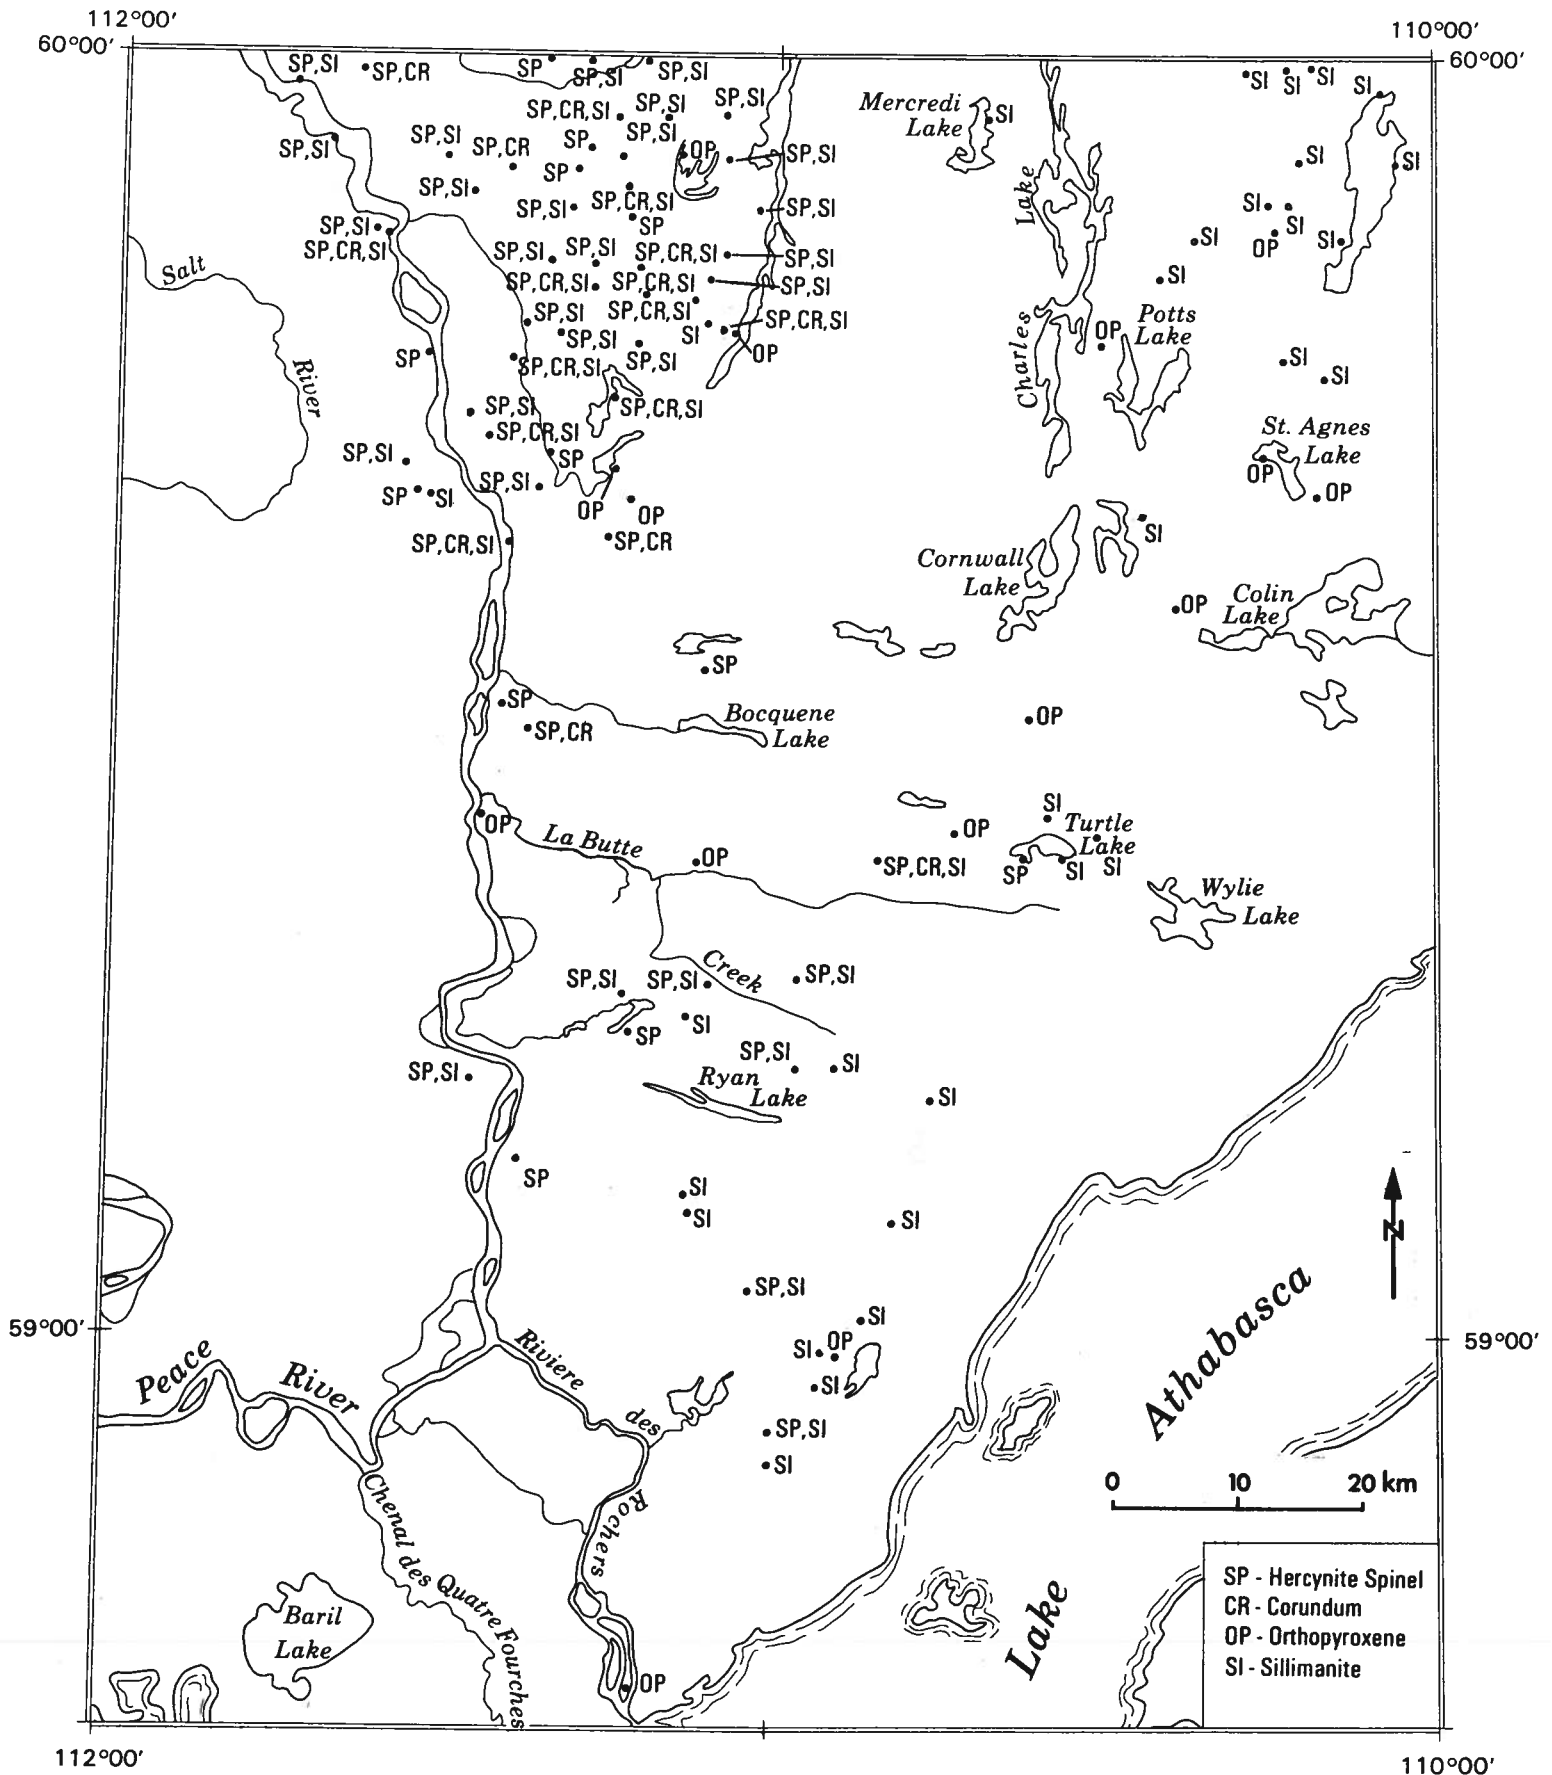 112°00'
110°00'
60°00'
60°00'
SP,SI
SP,CR
SP
SP,SI
SP,SI
SI
SI
SI
SI
Mercredi
Lake
SI
SP,CR,SI
SP,SI
SP,SI
SP,SI
SP,SI
SP,CR
SP
SP,SI
OP
SP,SI
SI
SI
SP,SI
SP
SP,SI
SP,CR,SI
SP,SI
SP
Lake
SI
SI
OP
SI
SI
SP,SI
SP,CR,SI
SP,SI
SP,SI
SP,CR,SI
SP,SI
Salt
River
SP,CR,SI
SP,CR,SI
SP,SI
SI
SP,SI
SP,CR,SI
SP,CR,SI
SP,SI
SI
OP
Charles
OP
Potts
Lake
SP
SP,CR,SI
SP,SI
SI
SI
SP,SI
SP,CR,SI
SP,CR,SI
SP
St. Agnes
Lake
OP
OP
SP,SI
SP
SI
SP,SI
OP
OP
SP,CR
SP,CR,SI
SI
Cornwall
Lake
OP
Colin
Lake
SP
SP
SP,CR
Bocquene
Lake
OP
OP
La Butte
OP
OP
SP,CR,SI
SI
Turtle
Lake
SP
SI
SI
Wylie
Lake
SP,SI
SP,SI
Creek
SP,SI
SP
SI
SP,SI
SI
SP,SI
Ryan
Lake
SI
SP
SI
SI
SI
SP,SI
SI
SI
OP
SI
SP,SI
SI
59°00'
59°00'
Peace
River
Riviere
des
Rochers
Chenal des Quatre Fourches
Baril
Lake
OP
Lake
Athabasca
N
0 10 20 km
SP - Hercynite Spinel
CR - Corundum
OP - Orthopyroxene
SI - Sillimanite
112°00'
110°00'